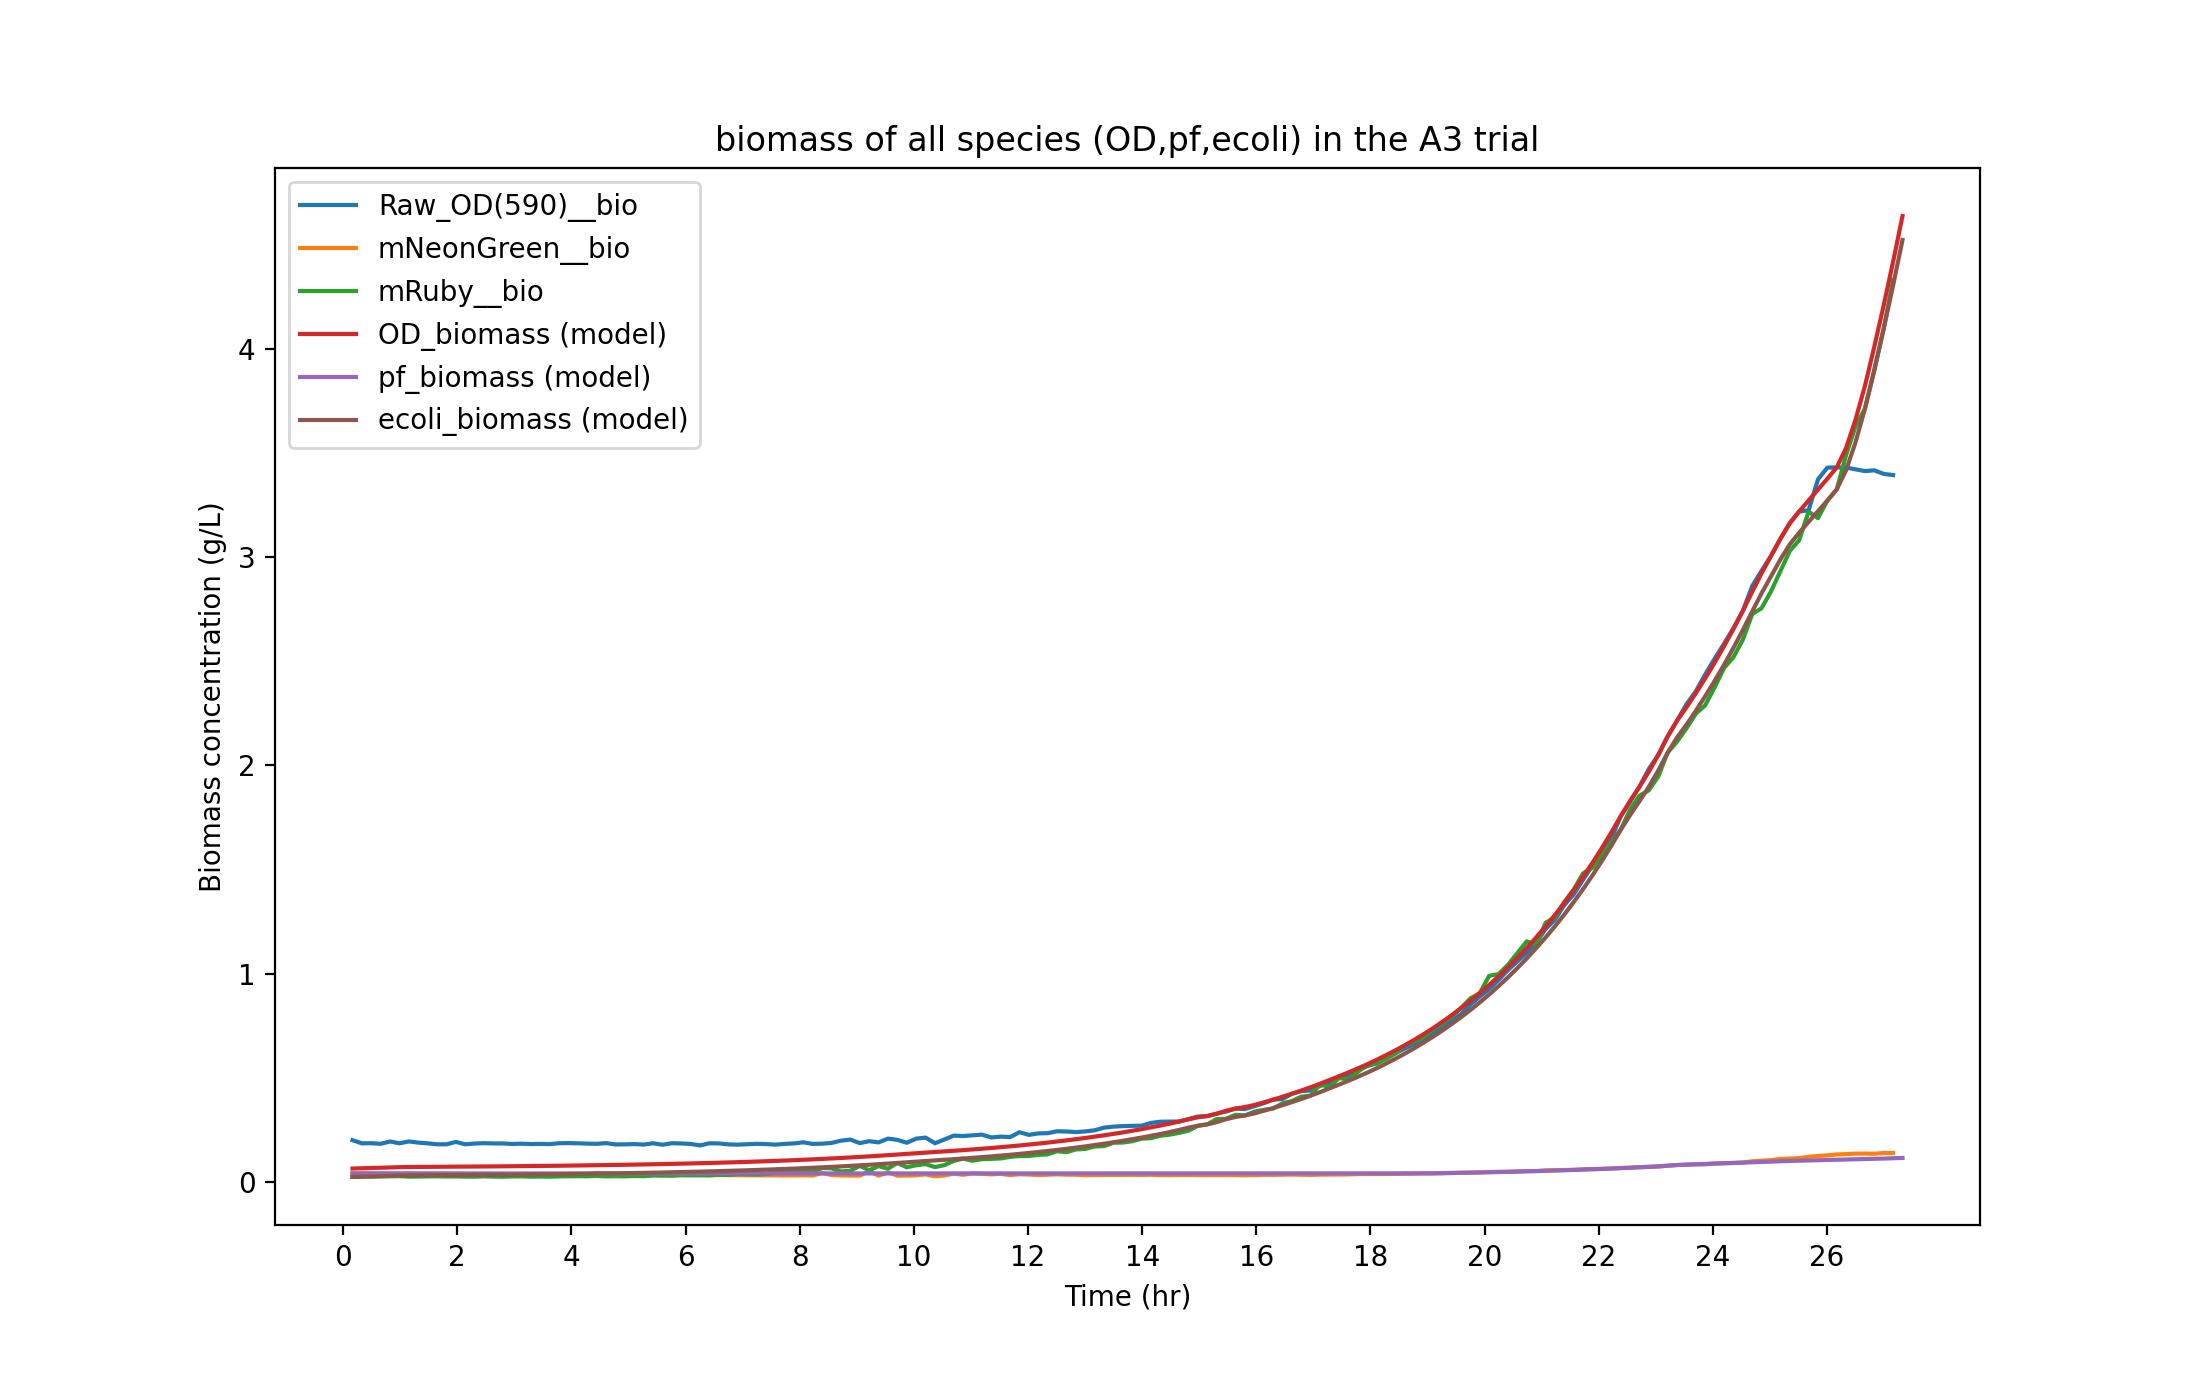 biomass of all species (OD,pf,ecoli) in the A3 trial
Raw_OD(590)__bio
mNeonGreen__bio
mRuby__bio
OD_biomass (model)
pf_biomass (model)
ecoli_biomass (model)
4
3
2
1
0
Biomass concentration (g/L)
0 2 4 6 8 10 12 14 16 18 20 22 24 26
Time (hr)